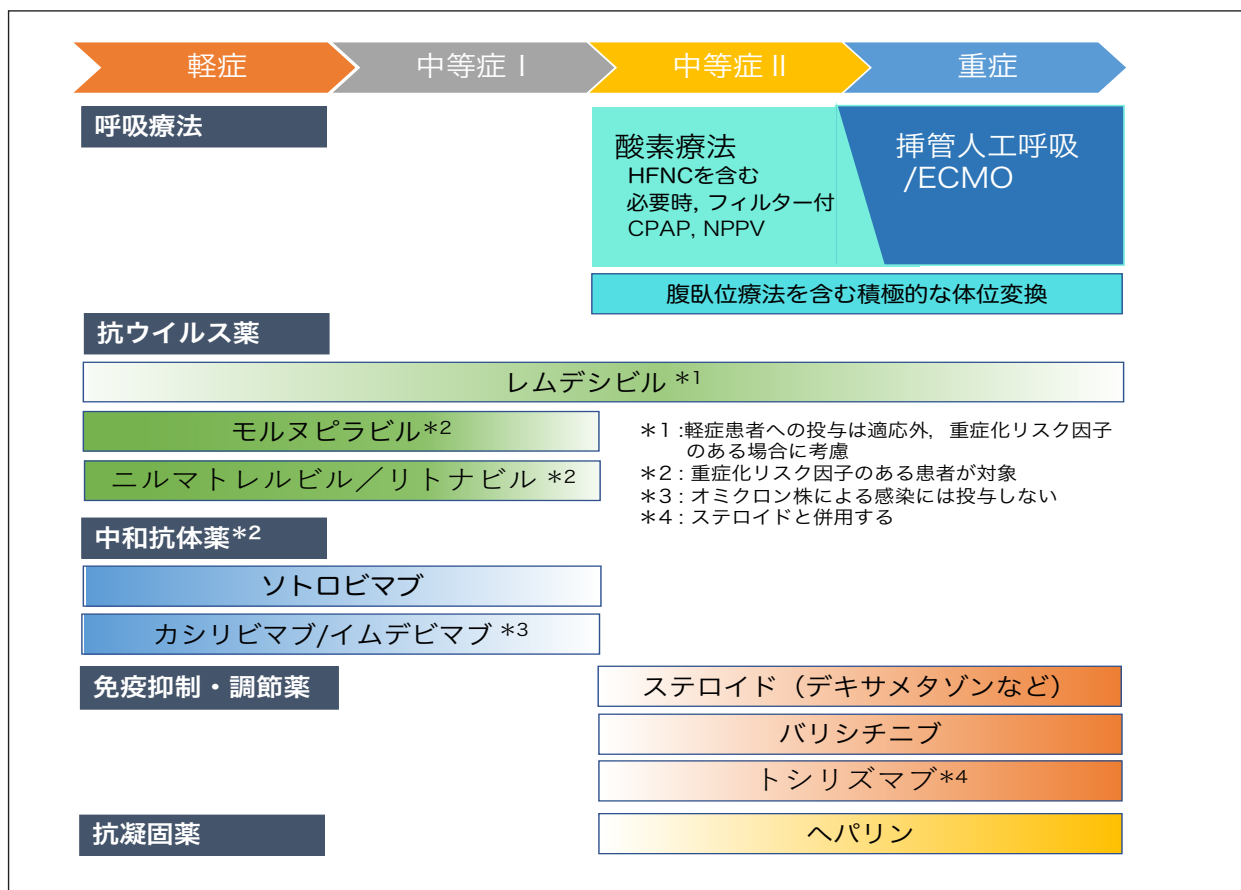 軽症
中等症Ⅰ
中等症Ⅱ
重症
呼吸療法
酸素療法
HFNCを含む
必要時, フィルター付
CPAP, NPPV
挿管人工呼吸
/ECMO
腹臥位療法を含む積極的な体位変換
抗ウイルス薬
レムデシビル *1
モルヌピラビル*2
ニルマトレルビル／リトナビル *2
*1 :軽症患者への投与は適応外，重症化リスク因子
のある場合に考慮
*2 : 重症化リスク因子のある患者が対象
*3 : オミクロン株による感染には投与しない
*4 : ステロイドと併用する
中和抗体薬*2
ソトロビマブ
カシリビマブ/イムデビマブ *3
免疫抑制・調節薬
ステロイド（デキサメタゾンなど）
バリシチニブ
トシリズマブ*4
抗凝固薬
ヘパリン